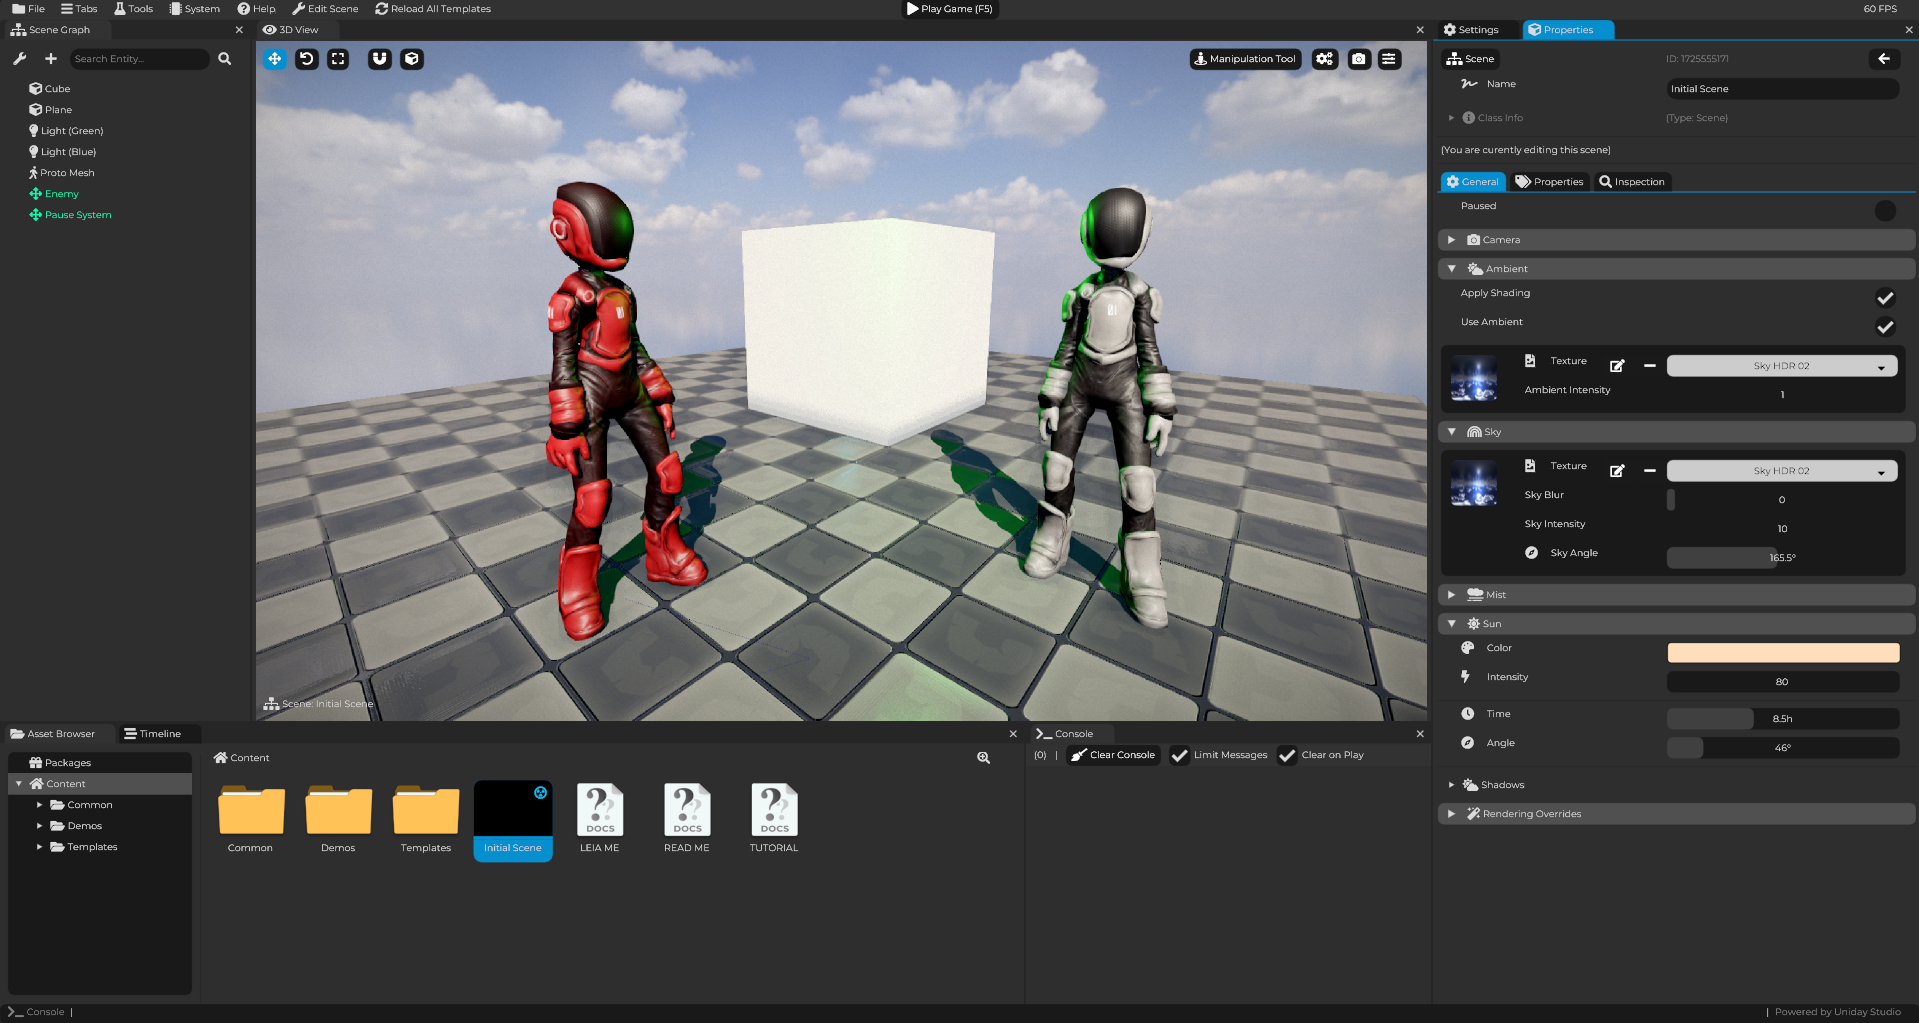 File Tabs Tools System Help Edit Scene Reload All Templates Play Game (F5) 60 FPS
Scene Graph
Search Entity...
Cube
Plane
Light (Green)
Light (Blue)
Proto Mesh
Enemy
Pause System
3D View
Manipulation Tool
Scene: Initial Scene
Settings Properties
Scene ID: 1725555171
Name Initial Scene
Class Info (Type: Scene)
[You are curently editing this scene]
General Properties Inspection
Paused
Camera
Ambient
Apply Shading
Use Ambient
Texture Sky HDR 02
Ambient Intensity 1
Sky
Texture Sky HDR 02
Sky Blur 0
Sky Intensity 10
Sky Angle 165.5°
Mist
Sun
Color
Intensity 80
Time 8.5h
Angle 46°
Shadows
Rendering Overrides
Asset Browser Timeline
Packages
Content
Common
Demos
Templates
Content
Common
Demos
Templates
Initial Scene
DOCS
LEIA ME
DOCS
READ ME
DOCS
TUTORIAL
Console
(0) | Clear Console Limit Messages Clear on Play
Console |
| Powered by Uniday Studio